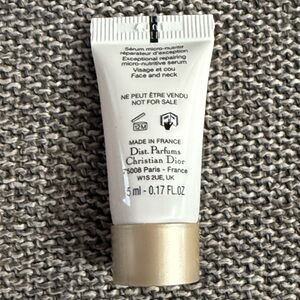 Sérum micro-nutritif
réparateur d'exception
Exceptional repairing
micro-nutritive serum
Visage et cou
Face and neck
NE PEUT ÊTRE VENDU
NOT FOR SALE
12M
MADE IN FRANCE
Dist. Parfums
Christian Dior
75008 Paris - France
W1S 2UE, UK
5 ml - 0.17 FL.OZ